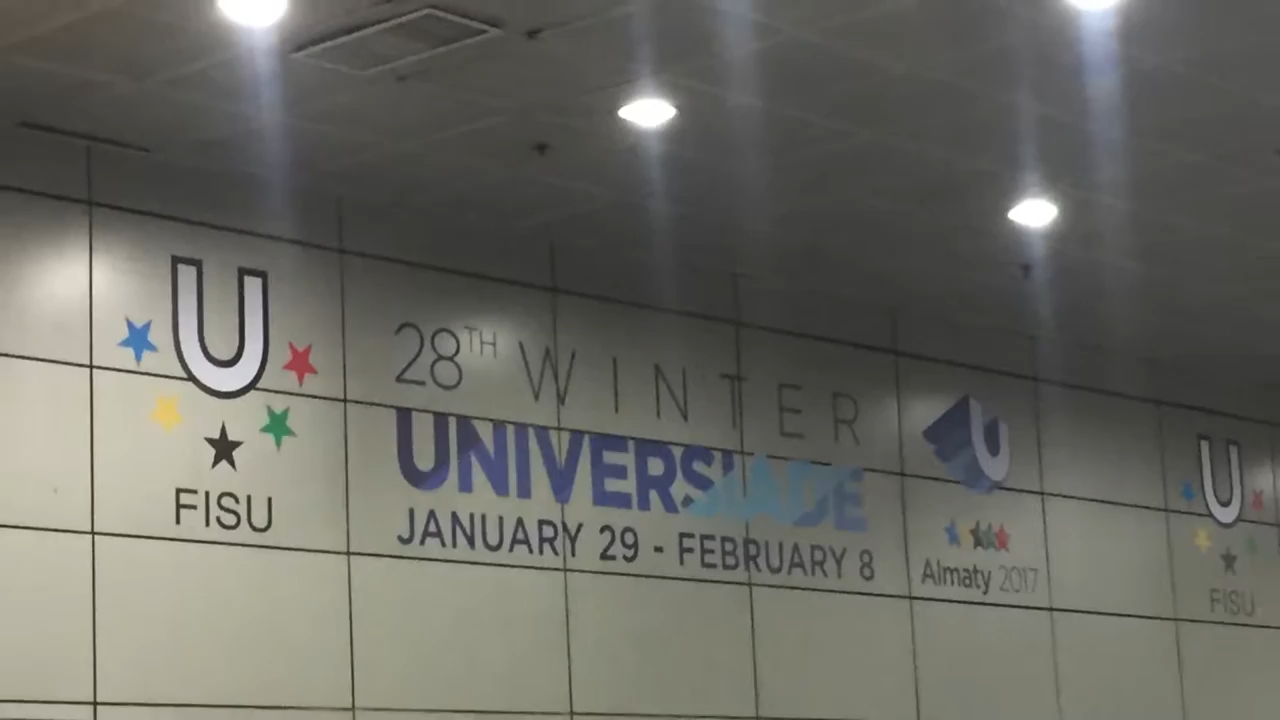 U
FISU
28TH WINTER
UNIVERSIADE
JANUARY 29 - FEBRUARY 8
U
Almaty 2017
U
FISU